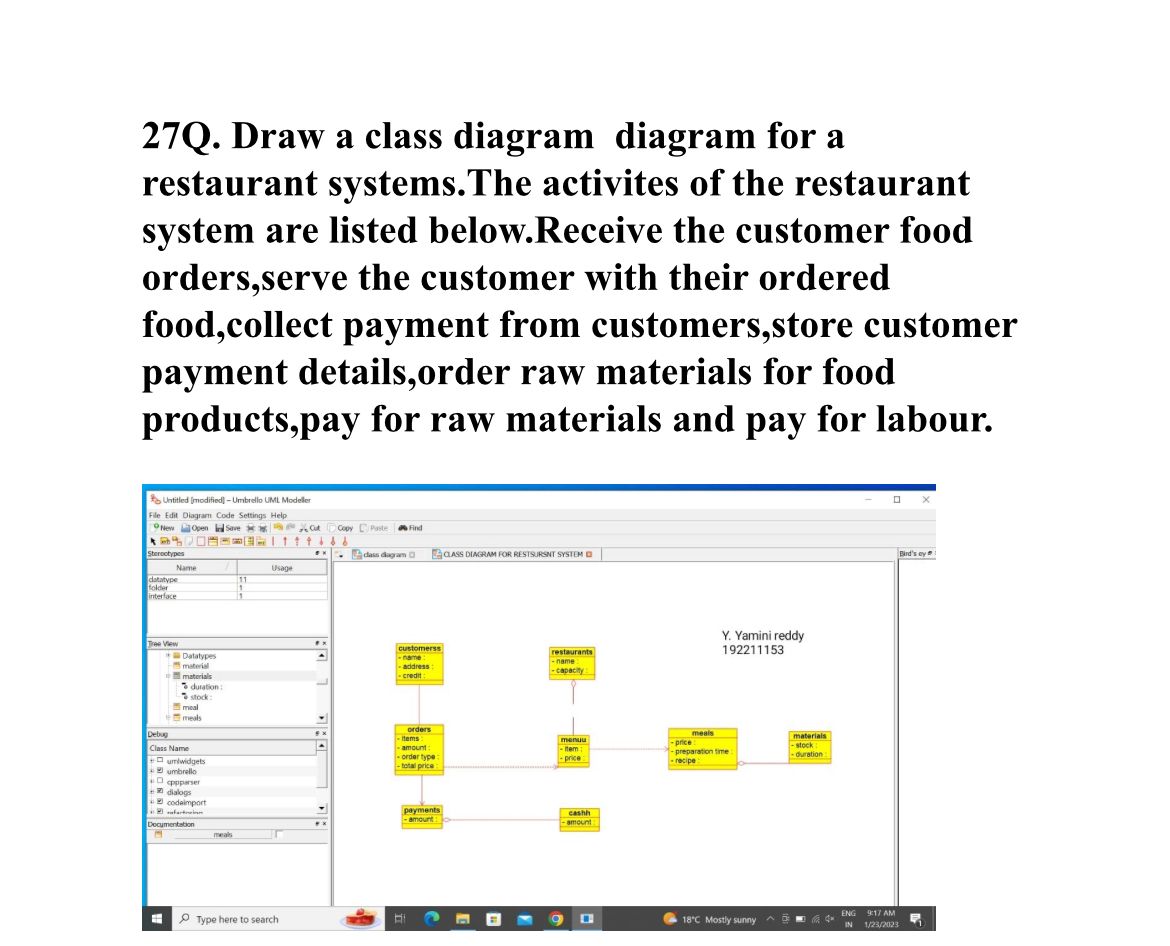 27Q. Draw a class diagram  diagram for a
restaurant systems.The activites of the restaurant
system are listed below.Receive the customer food
orders,serve the customer with their ordered
food,collect payment from customers,store customer
payment details,order raw materials for food
products,pay for raw materials and pay for labour.
Untitled [modified] – Umbrello UML Modeller
File Edit Diagram Code Settings Help
New Open Save Cut Copy Paste Find
Stereotypes
class diagram
CLASS DIAGRAM FOR RESTSURSNT SYSTEM
Bird's ey
Name Usage
datatype 11
folder 1
interface 1
Tree View
Datatypes
material
materials
duration :
stock :
meal
meals
Debug
Class Name
umlwidgets
umbrello
cppparser
dialogs
codeimport
refactoring
Documentation
meals
Y. Yamini reddy
192211153
customerss
- name :
- address :
- credit :
restaurants
- name :
- capacity :
orders
- items :
- amount :
- order type :
- total price :
menuu
- item :
- price :
meals
- price :
- preparation time :
- recipe :
materials
- stock :
- duration :
payments
- amount :
cashh
- amount :
Type here to search
18°C Mostly sunny
ENG
IN
9:17 AM
1/23/2023
1